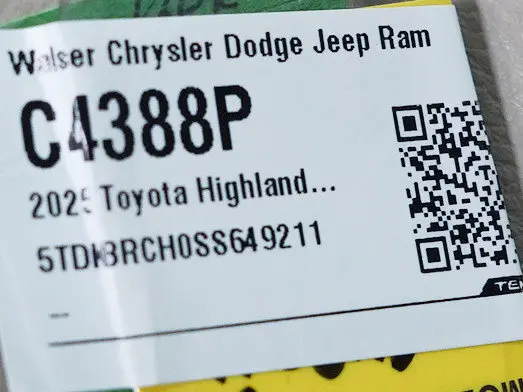 Walser Chrysler Dodge Jeep Ram
C4388P
2025 Toyota Highland...
5TDKBRCH0SS649211
--